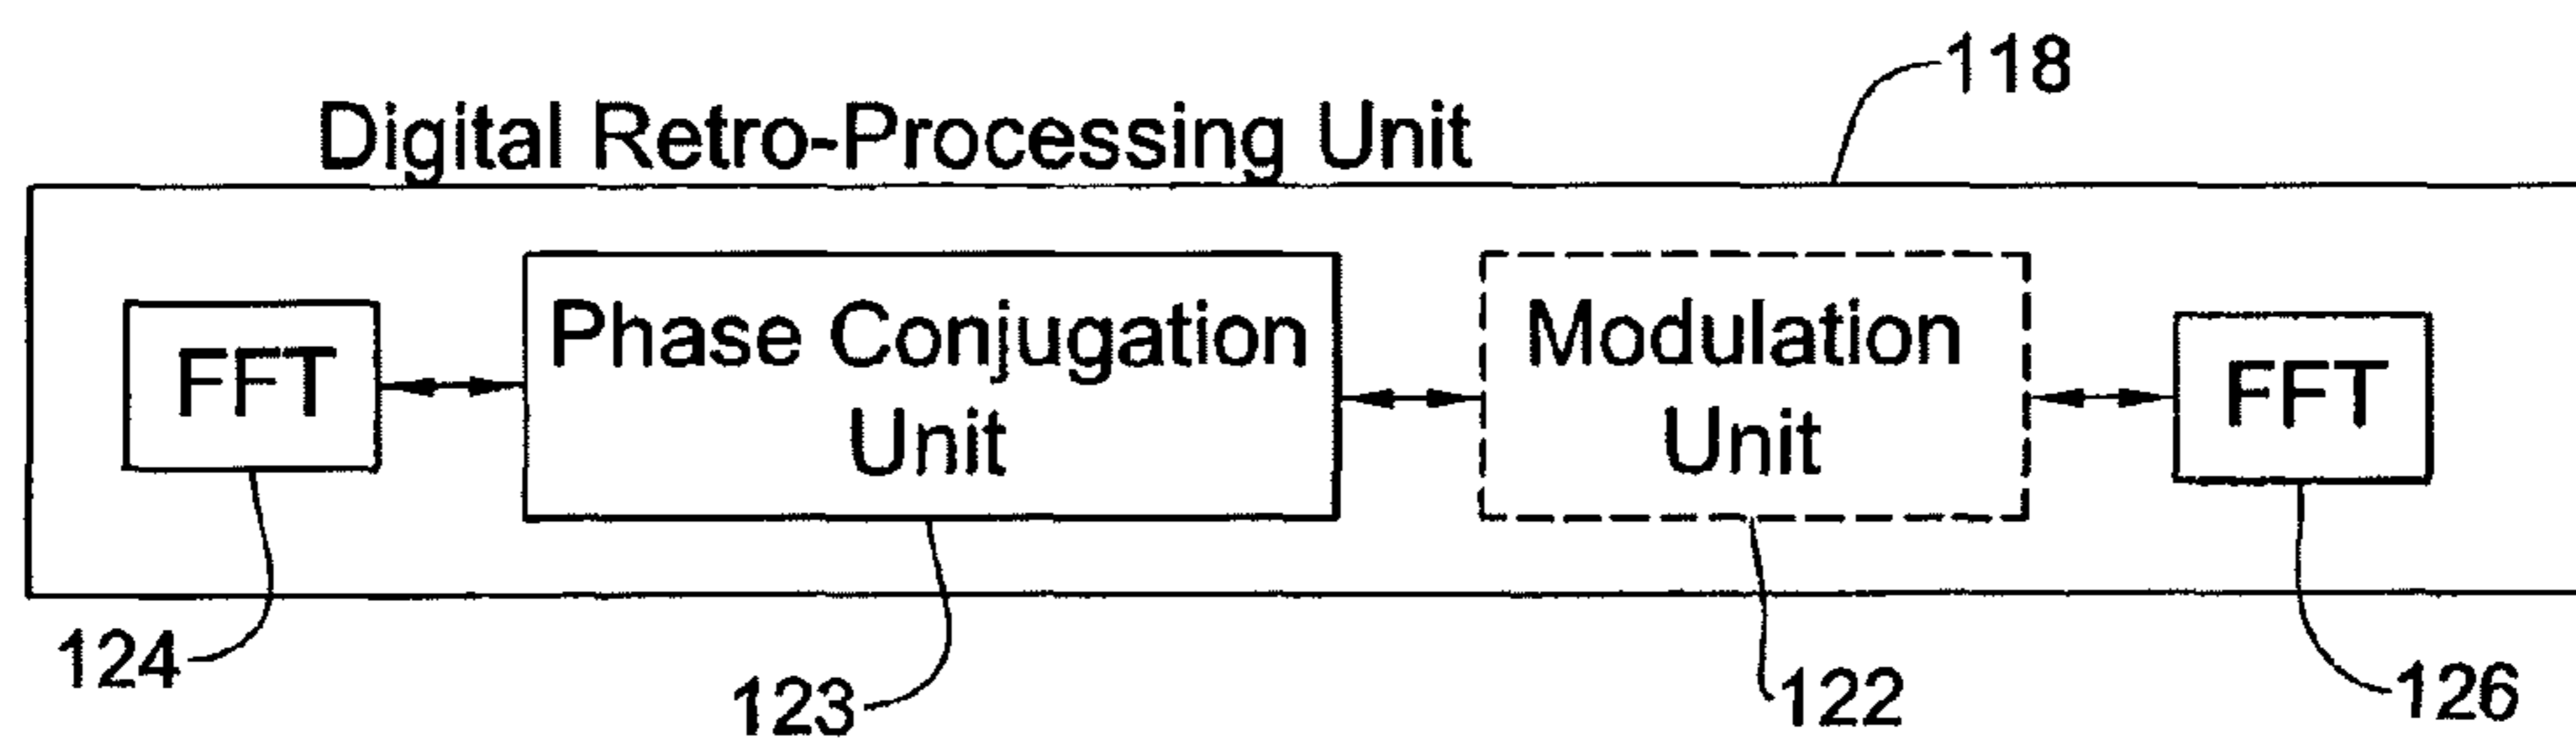 118
Digital Retro-Processing Unit
FFT
Phase Conjugation
Unit
Modulation
Unit
FFT
124
123
122
126